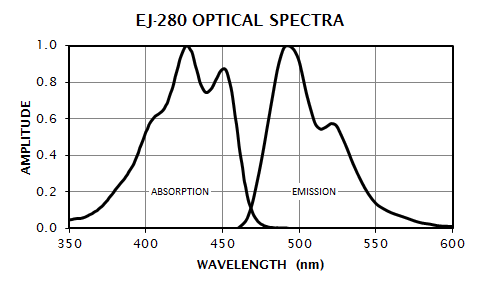 EJ-280 OPTICAL SPECTRA
1.0
0.8
0.6
0.4
0.2
0.0
AMPLITUDE
ABSORPTION EMISSION
350 400 450 500 550 600
WAVELENGTH (nm)